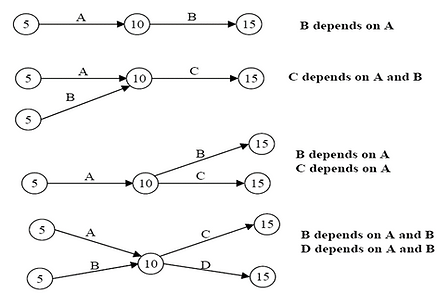 5 A 10 B 15 B depends on A
5 A 10 C 15 C depends on A and B
B
5
B 15 B depends on A
5 A 10 C 15 C depends on A
5 A C 15 B depends on A and B
5 B 10 D 15 D depends on A and B